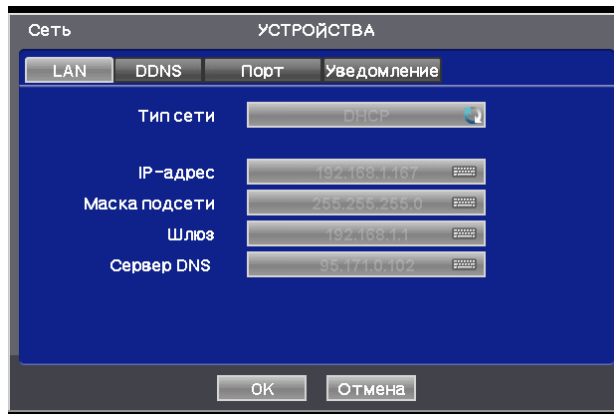 Сеть УСТРОЙСТВА
LAN DDNS Порт Уведомление
Тип сети DHCP
IP-адрес 192.168.1.167
Маска подсети 255.255.255.0
Шлюз 192.168.1.1
Сервер DNS 95.171.0.102
OK Отмена